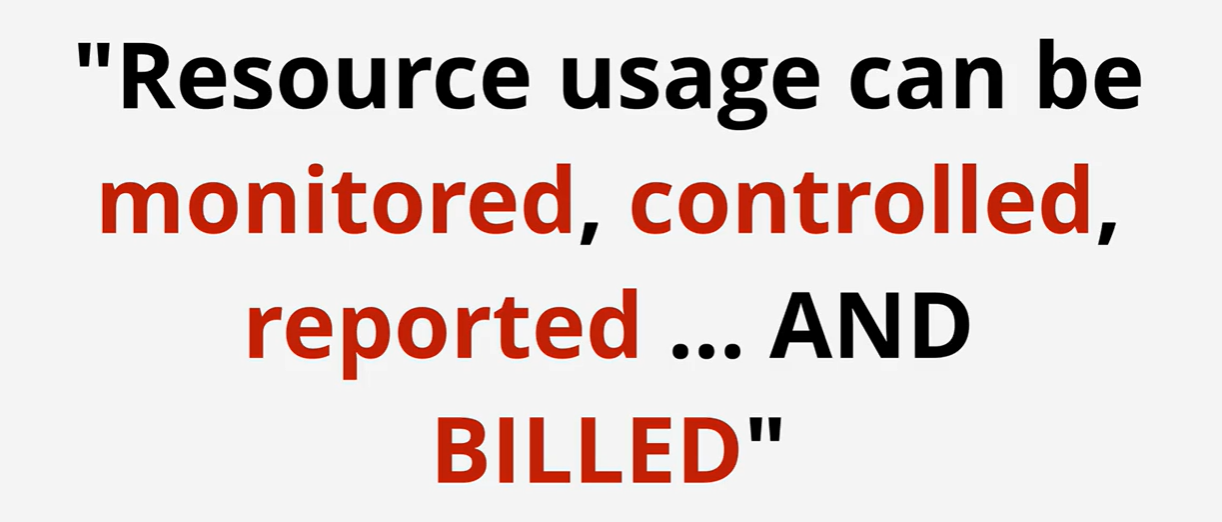 "Resource usage can be
monitored, controlled,
reported ... AND
BILLED"